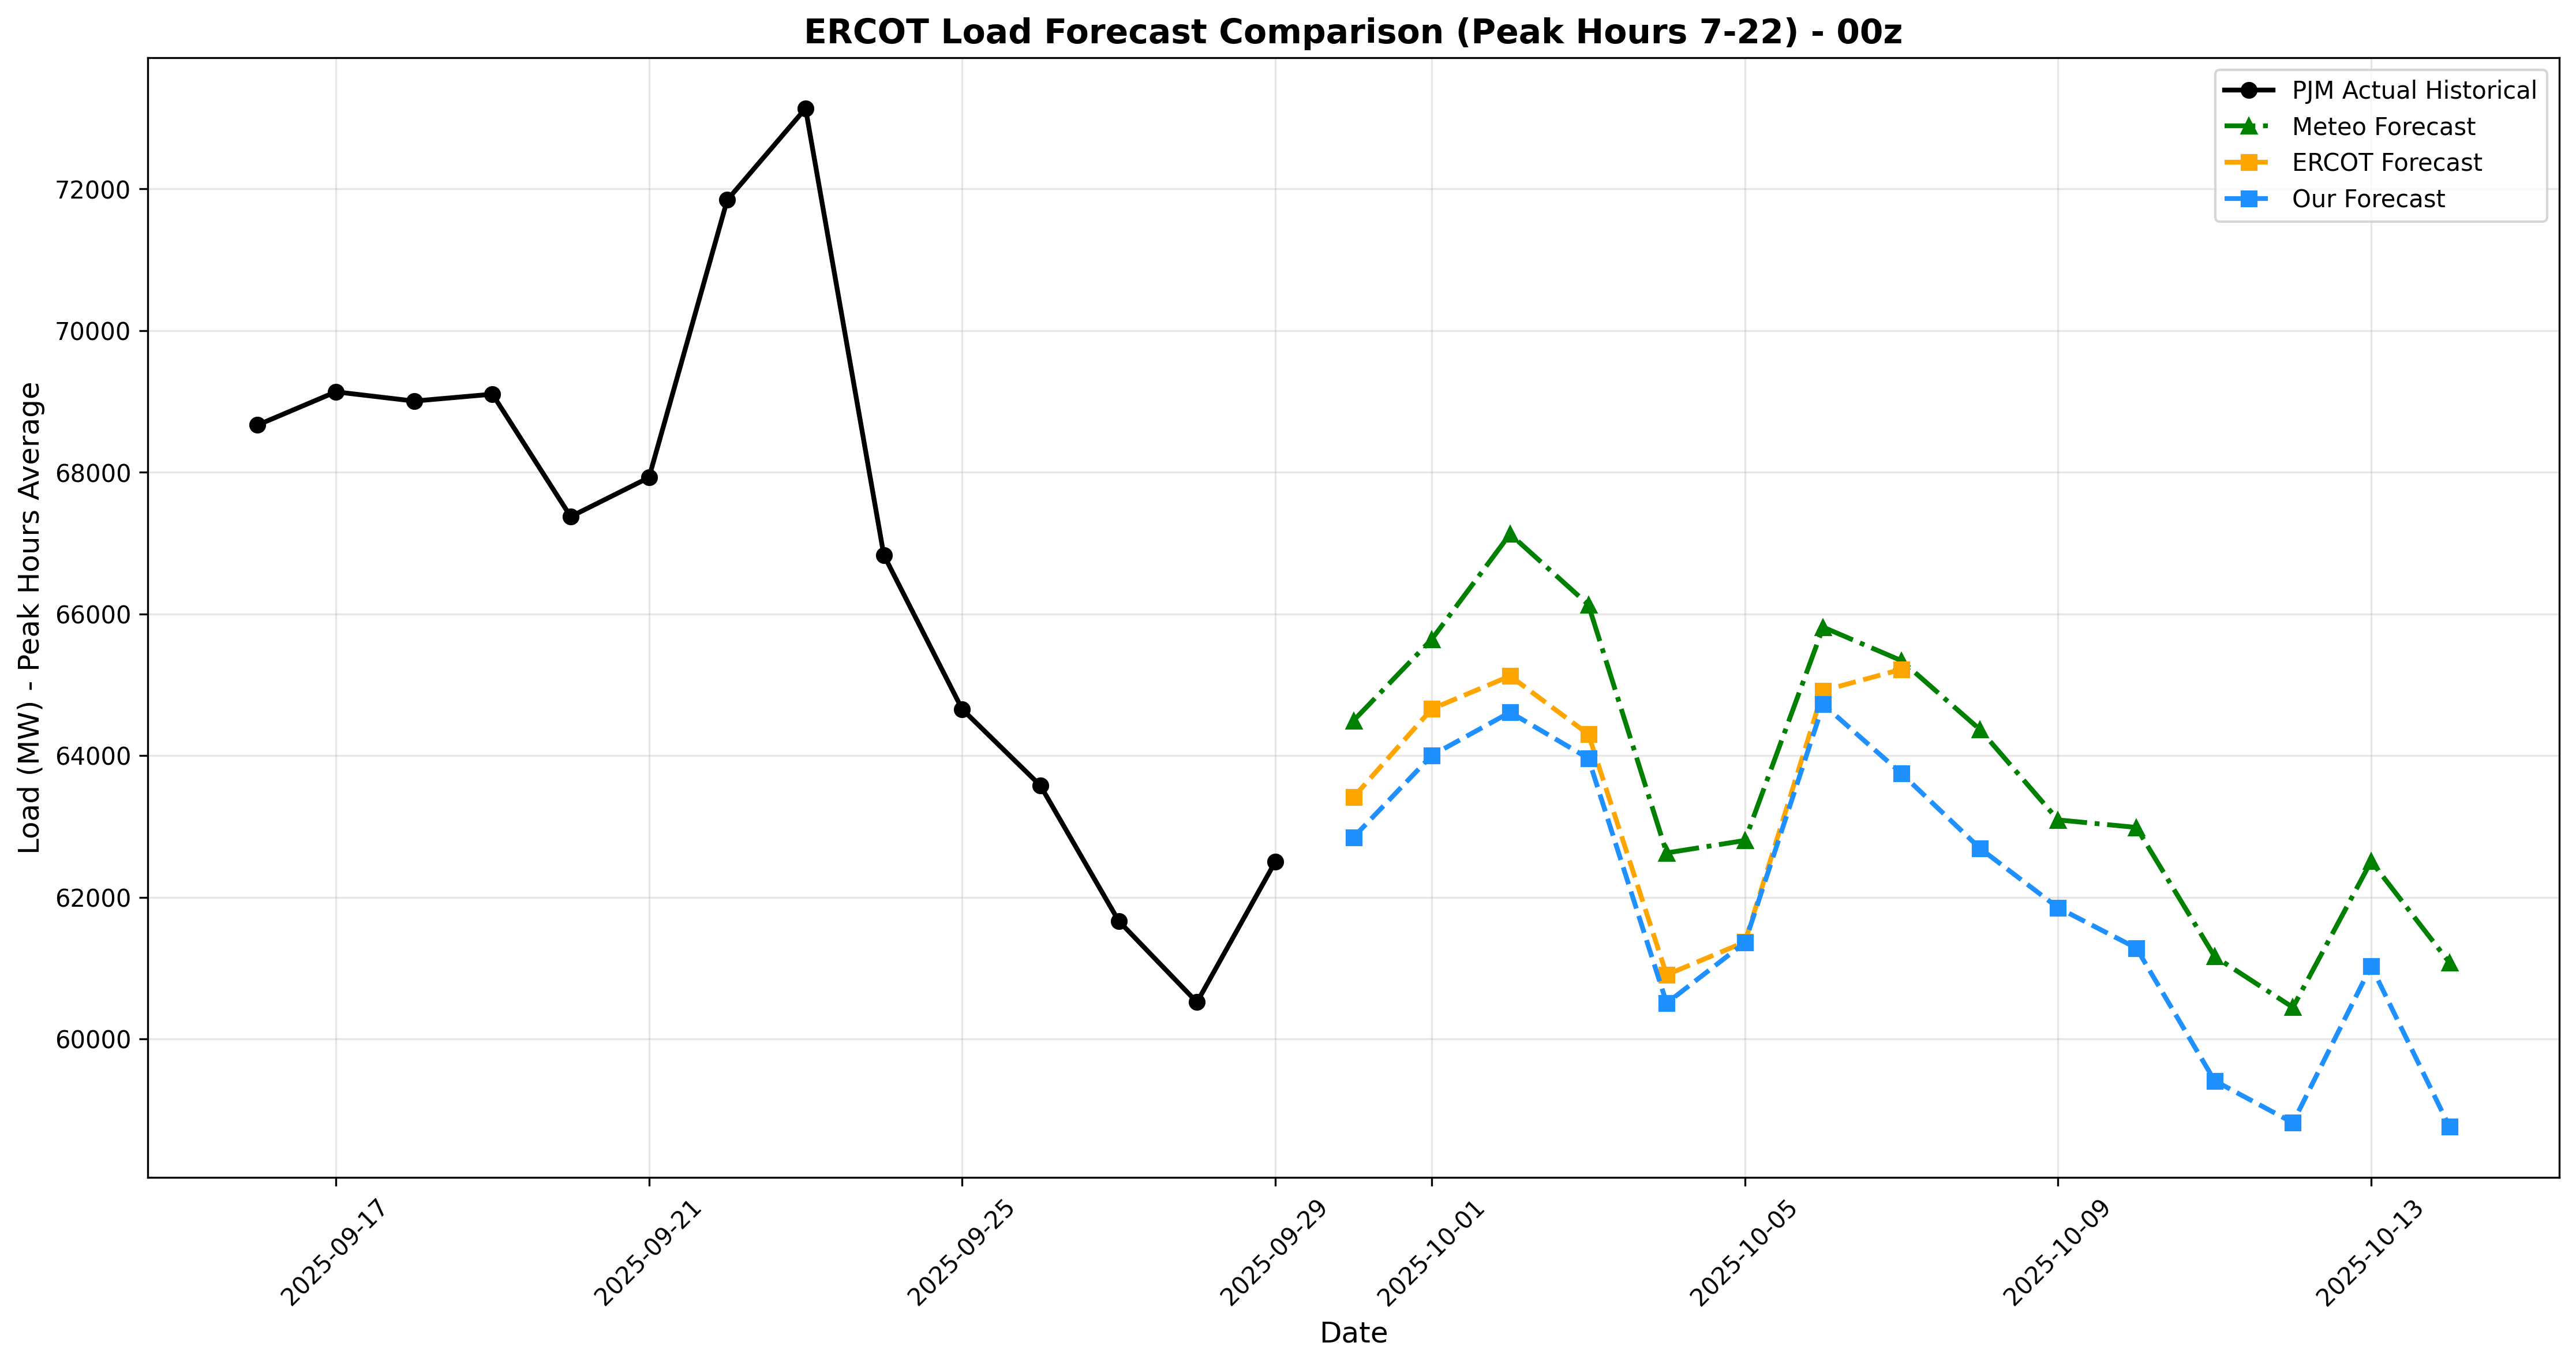 ERCOT Load Forecast Comparison (Peak Hours 7-22) - 00z
PJM Actual Historical
Meteo Forecast
ERCOT Forecast
Our Forecast
Load (MW) - Peak Hours Average
72000
70000
68000
66000
64000
62000
60000
2025-09-17
2025-09-21
2025-09-25
2025-09-29
2025-10-01
2025-10-05
2025-10-09
2025-10-13
Date